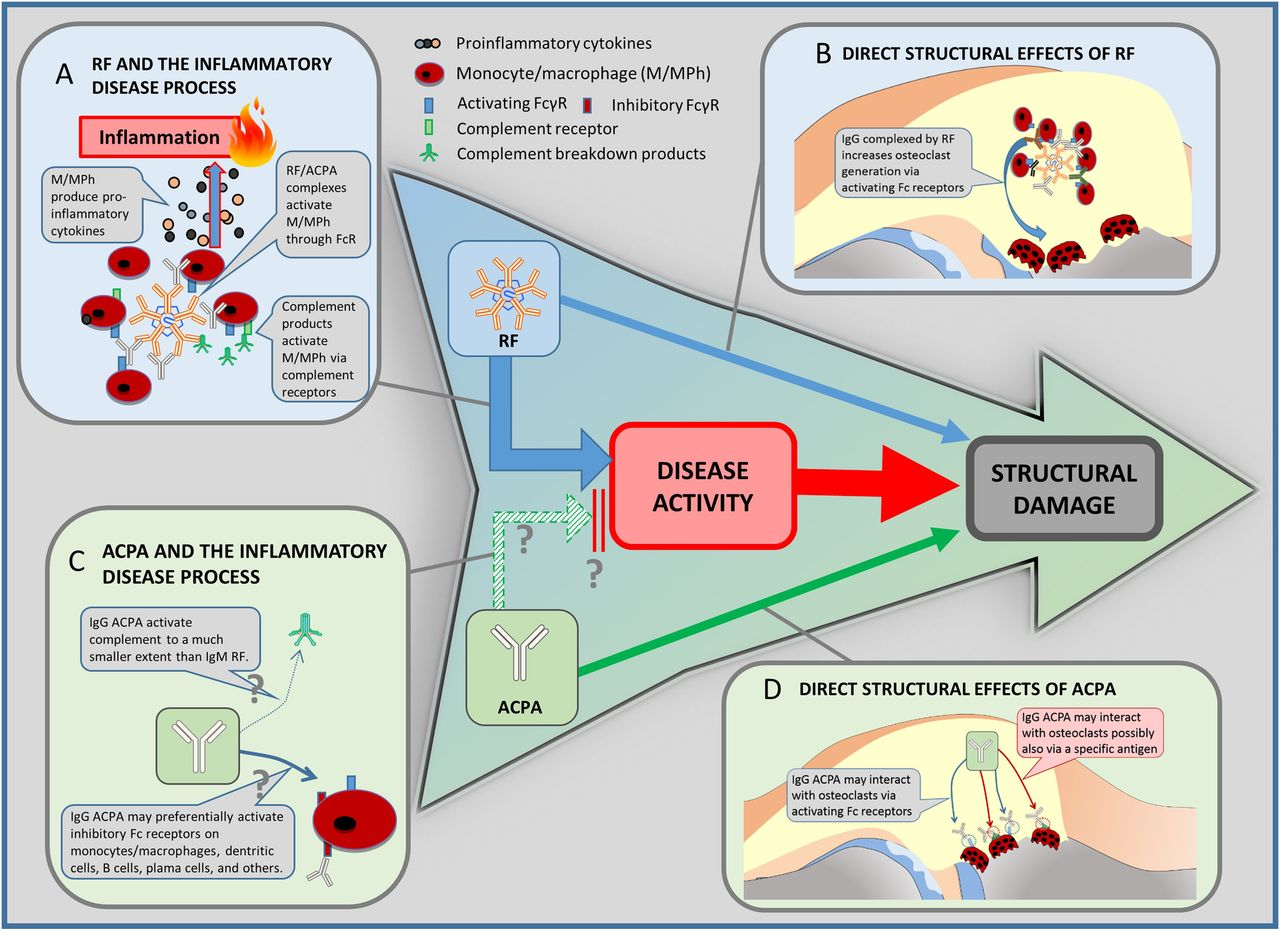 A
RF AND THE INFLAMMATORY
DISEASE PROCESS
Inflammation
M/MPh
produce pro-
inflammatory
cytokines
RF/ACPA
complexes
activate
M/MPh
through FcR
Complement
products
activate
M/MPh via
complement
receptors
Proinflammatory cytokines
Monocyte/macrophage (M/MPh)
Activating FcγR
Inhibitory FcγR
Complement receptor
Complement breakdown products
B
DIRECT STRUCTURAL EFFECTS OF RF
IgG complexed by RF
increases osteoclast
generation via
activating Fc receptors
RF
DISEASE
ACTIVITY
STRUCTURAL
DAMAGE
?
?
ACPA
C
ACPA AND THE INFLAMMATORY
DISEASE PROCESS
IgG ACPA activate
complement to a much
smaller extent than IgM RF.
?
?
IgG ACPA may preferentially activate
inhibitory Fc receptors on
monocytes/macrophages, dentritic
cells, B cells, plama cells, and others.
D
DIRECT STRUCTURAL EFFECTS OF ACPA
IgG ACPA may interact
with osteoclasts possibly
also via a specific antigen
IgG ACPA may interact
with osteoclasts via
activating Fc receptors